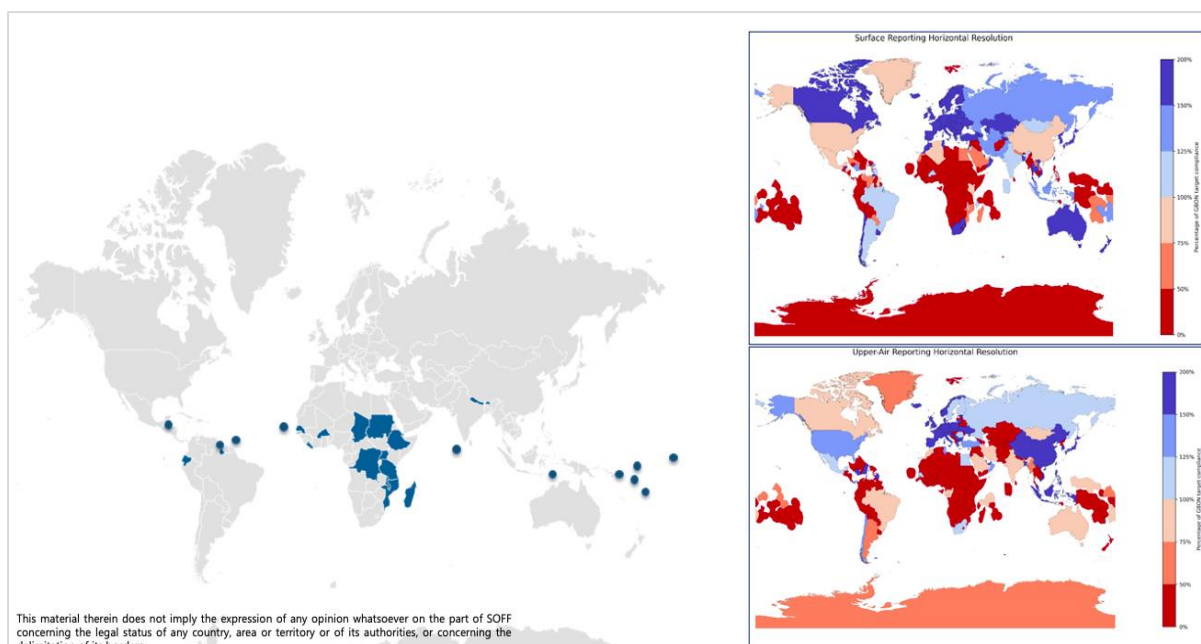 Surface Reporting Horizontal Resolution
200%
150%
125%
100%
75%
50%
0%
Percentage of GBON target compliance
Upper-Air Reporting Horizontal Resolution
200%
150%
125%
100%
75%
50%
0%
Percentage of GBON target compliance
This material therein does not imply the expression of any opinion whatsoever on the part of SOFF
concerning the legal status of any country, area or territory or of its authorities, or concerning the